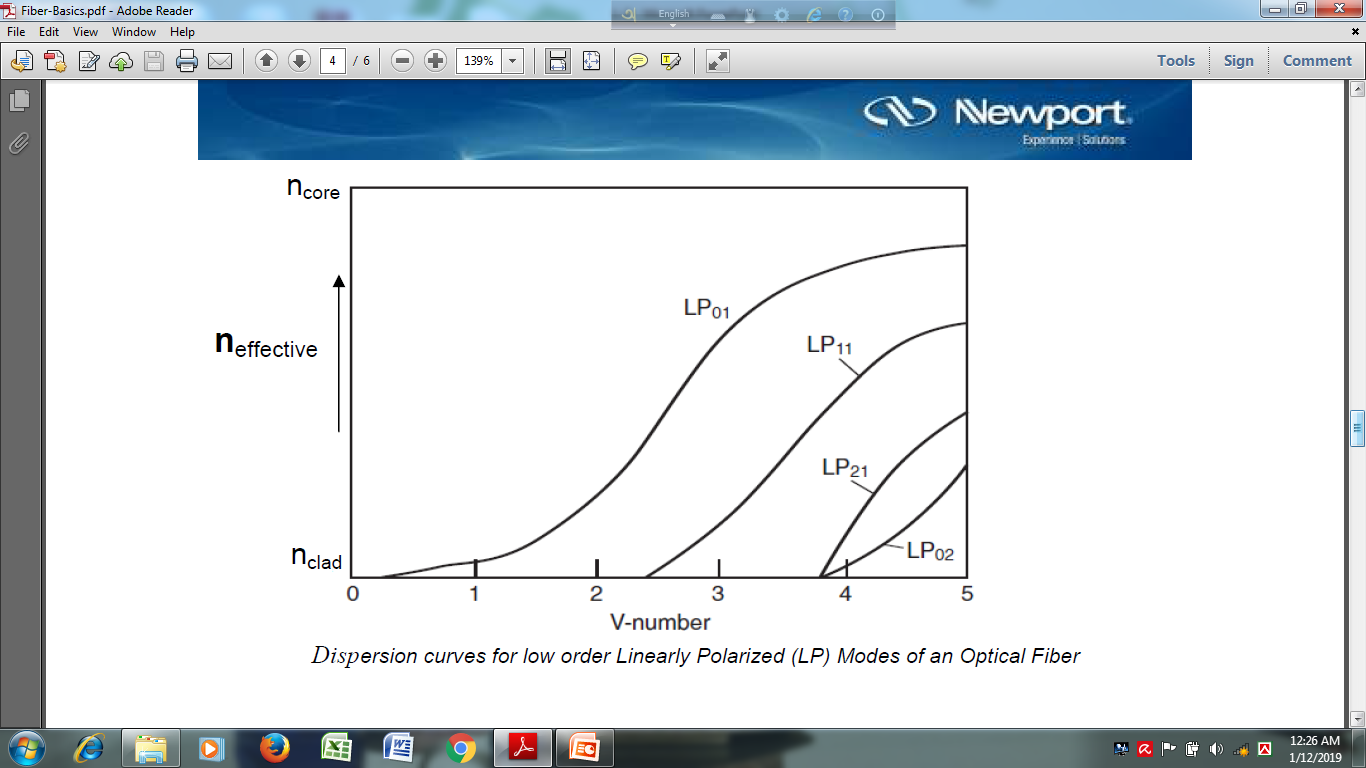 Fiber-Basics.pdf - Adobe Reader
English
File Edit View Window Help
4 / 6 139% Tools Sign Comment
Newport®
Experience | Solutions
ncore
LP01
neffective
LP11
LP21
LP02
nclad
0 1 2 3 4 5
V-number
Dispersion curves for low order Linearly Polarized (LP) Modes of an Optical Fiber
12:26 AM
1/12/2019